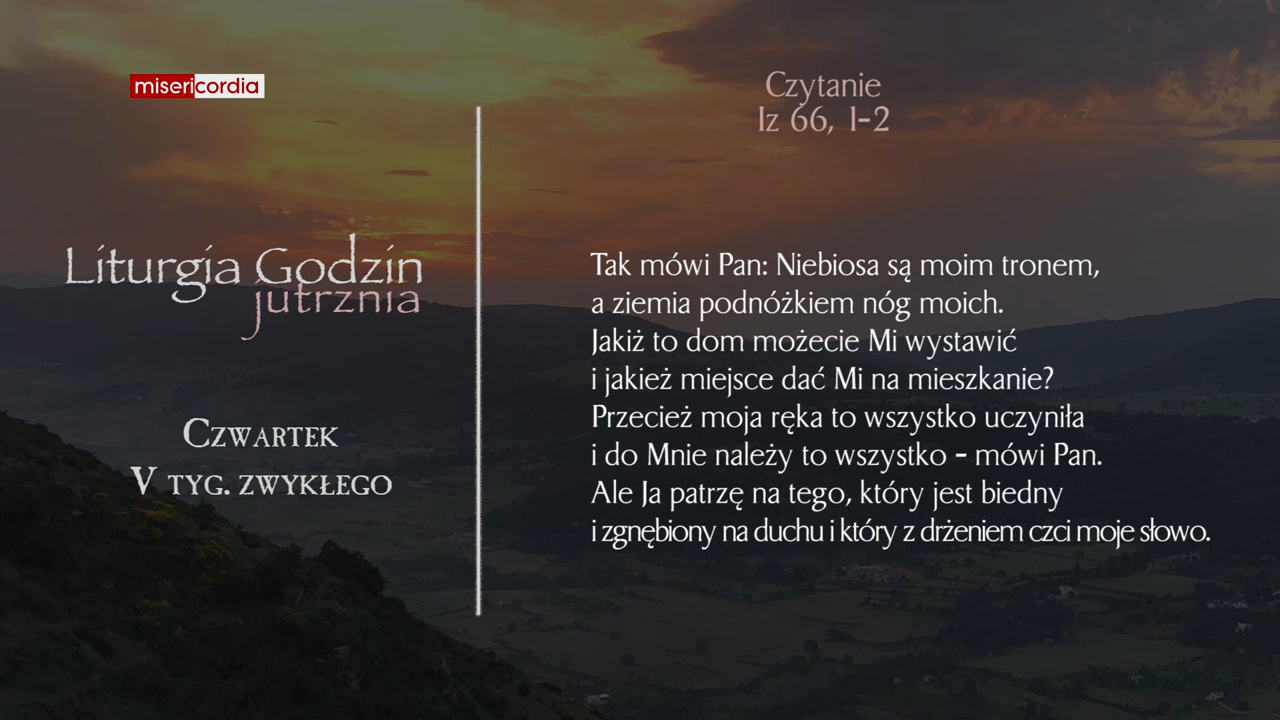 misericordia
Liturgia Godzin
jutrznia
Czwartek
V tyg. zwykłego
Czytanie
Iz 66, 1-2
Tak mówi Pan: Niebiosa są moim tronem,
a ziemia podnóżkiem nóg moich.
Jakiż to dom możecie Mi wystawić
i jakież miejsce dać Mi na mieszkanie?
Przecież moja ręka to wszystko uczyniła
i do Mnie należy to wszystko – mówi Pan.
Ale Ja patrzę na tego, który jest biedny
i zgnębiony na duchu i który z drżeniem czci moje słowo.